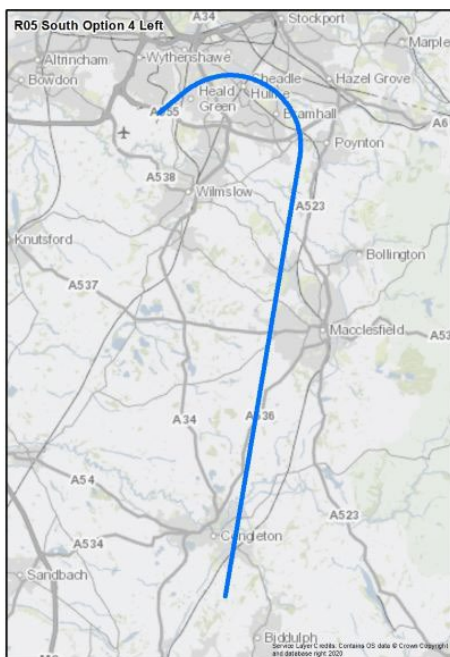 R05 South Option 4 Left
A34
Stockport
Marple
Altrincham
Wythenshawe
Bowdon
Cheadle
Hulme
Hazel Grove
Heald
Green
Bramhall
A6
Poynton
A538
Wilmslow
A523
Knutsford
Bollington
A537
Macclesfield
A53
A34
A536
A54
A523
A534
Congleton
Sandbach
Biddulph
Service Layer Credits: Contains OS data © Crown Copyright
and database right 2020